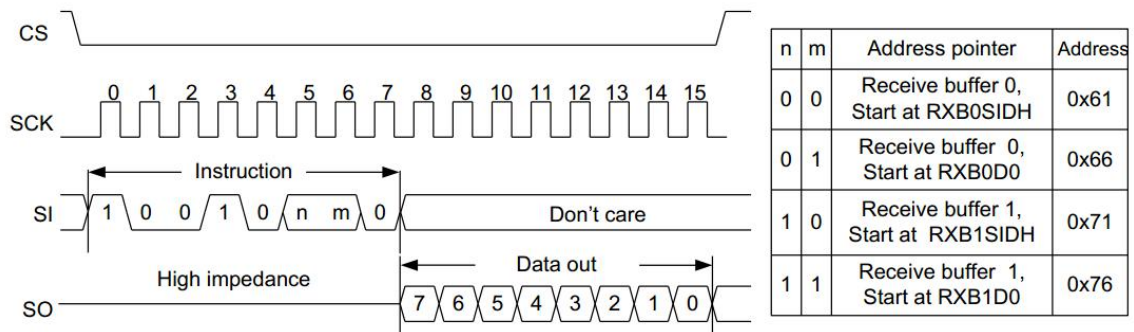 CS
0 1 2 3 4 5 6 7 8 9 10 11 12 13 14 15
SCK
Instruction
SI 1 0 0 1 0 n m 0 Don't care
High impedance Data out
SO 7 6 5 4 3 2 1 0
n m Address pointer Address
0 0 Receive buffer 0, 0x61
Start at RXB0SIDH
0 1 Receive buffer 0, 0x66
Start at RXB0D0
1 0 Receive buffer 1, 0x71
Start at RXB1SIDH
1 1 Receive buffer 1, 0x76
Start at RXB1D0